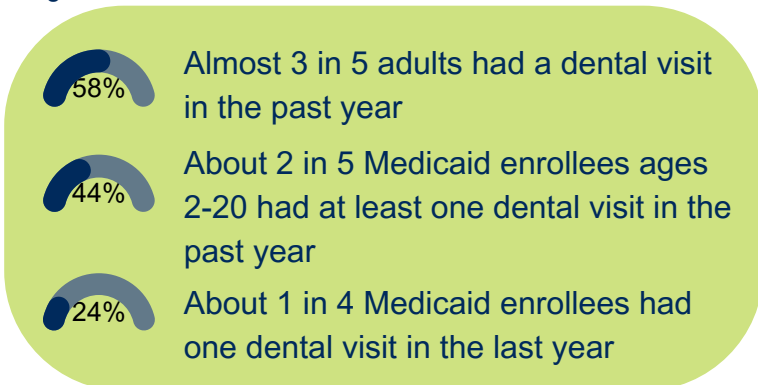 58%
Almost 3 in 5 adults had a dental visit
in the past year
44%
About 2 in 5 Medicaid enrollees ages
2-20 had at least one dental visit in the
past year
24%
About 1 in 4 Medicaid enrollees had
one dental visit in the last year